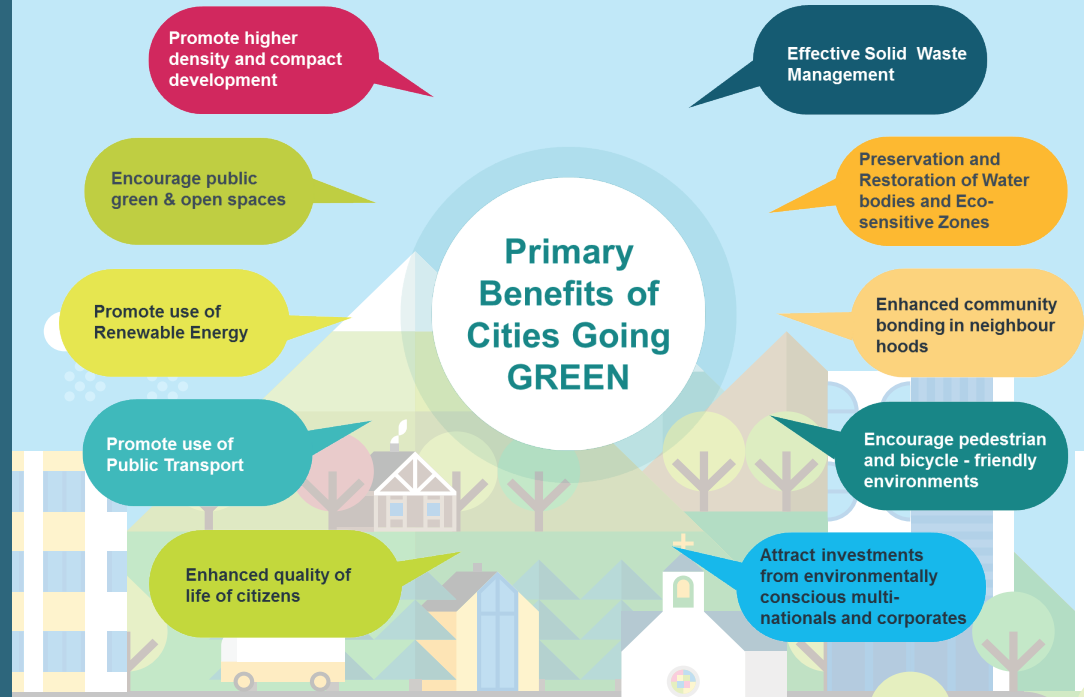 Promote higher
density and compact
development
Effective Solid  Waste
Management
Encourage public
green & open spaces
Preservation and
Restoration of Water
bodies and Eco-
sensitive Zones
Primary
Benefits of
Cities Going
GREEN
Promote use of
Renewable Energy
Enhanced community
bonding in neighbour
hoods
Promote use of
Public Transport
Encourage pedestrian
and bicycle - friendly
environments
Enhanced quality of
life of citizens
Attract investments
from environmentally
conscious multi-
nationals and corporates